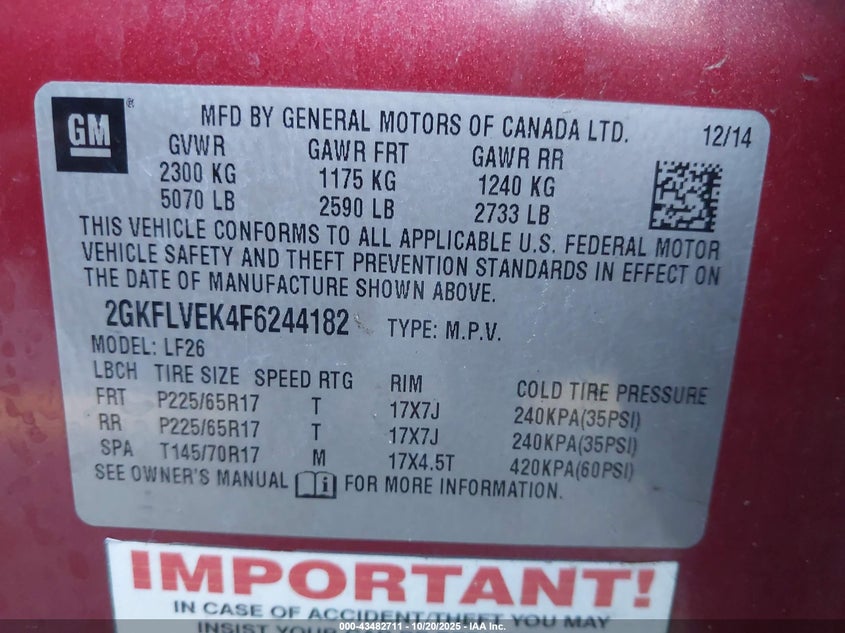 GM ®
MFD BY GENERAL MOTORS OF CANADA LTD. 12/14
GVWR GAWR FRT GAWR RR
2300 KG 1175 KG 1240 KG
5070 LB 2590 LB 2733 LB
THIS VEHICLE CONFORMS TO ALL APPLICABLE U.S. FEDERAL MOTOR
VEHICLE SAFETY AND THEFT PREVENTION STANDARDS IN EFFECT ON
THE DATE OF MANUFACTURE SHOWN ABOVE.
2GKFLVEK4F6244182 TYPE: M.P.V.
MODEL: LF26
LBCH TIRE SIZE SPEED RTG RIM COLD TIRE PRESSURE
FRT P225/65R17 T 17X7J 240KPA(35PSI)
RR P225/65R17 T 17X7J 240KPA(35PSI)
SPA T145/70R17 M 17X4.5T 420KPA(60PSI)
SEE OWNER'S MANUAL i FOR MORE INFORMATION.
IMPORTANT!
IN CASE OF ACCIDENT/THEFT YOU MAY
INSIST YOUR
000-43482711 - 10/20/2025 - IAA Inc.